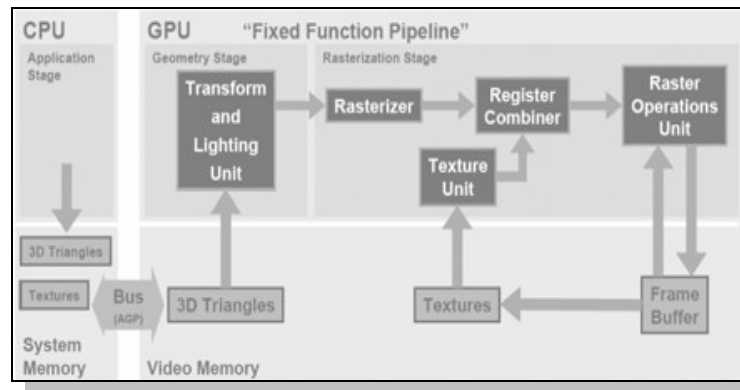 CPU
Application
Stage
GPU "Fixed Function Pipeline"
Geometry Stage
Rasterization Stage
Transform
and
Lighting
Unit
Rasterizer
Register
Combiner
Raster
Operations
Unit
Texture
Unit
3D Triangles
Textures
Bus
(AGP)
3D Triangles
Textures
Frame
Buffer
System
Memory
Video Memory